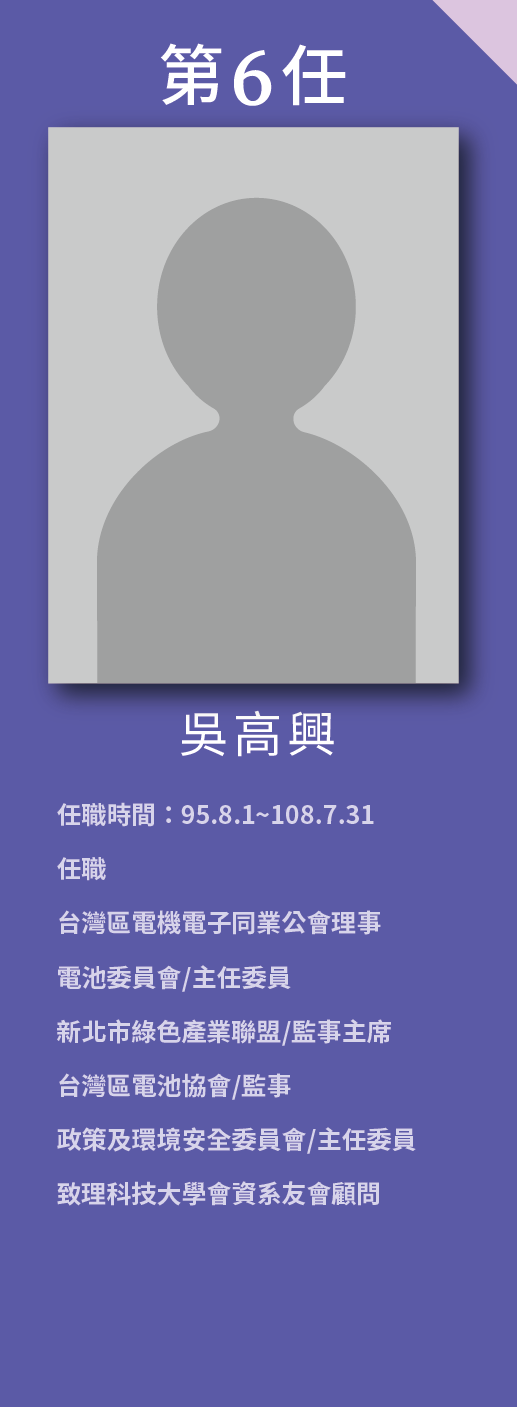 第6任
吳高興
任職時間：95.8.1~108.7.31
任職
台灣區電機電子同業公會理事
電池委員會/主任委員
新北市綠色產業聯盟/監事主席
台灣區電池協會/監事
政策及環境安全委員會/主任委員
致理科技大學會資系友會顧問